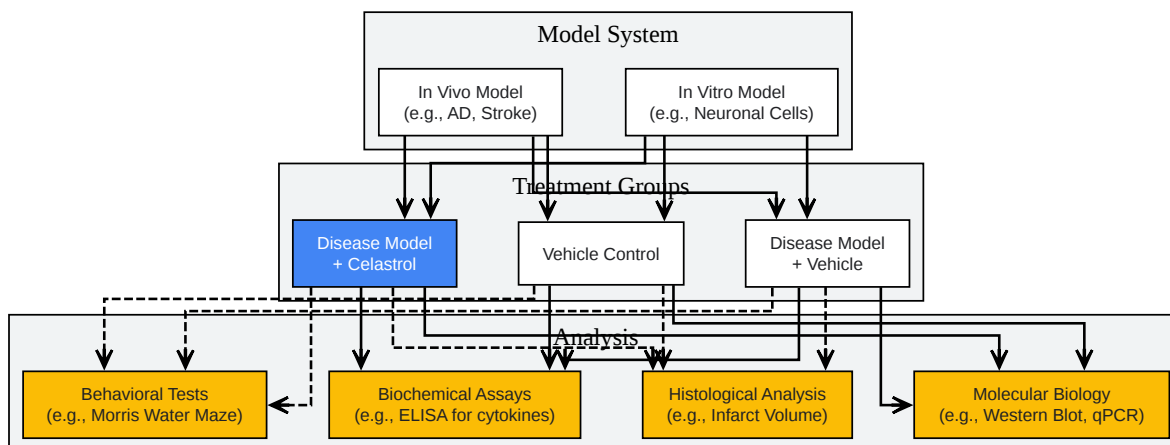 Model System
In Vivo Model
(e.g., AD, Stroke)
In Vitro Model
(e.g., Neuronal Cells)
Treatment Groups
Disease Model
+ Celastrol
Vehicle Control
Disease Model
+ Vehicle
Analysis
Behavioral Tests
(e.g., Morris Water Maze)
Biochemical Assays
(e.g., ELISA for cytokines)
Histological Analysis
(e.g., Infarct Volume)
Molecular Biology
(e.g., Western Blot, qPCR)